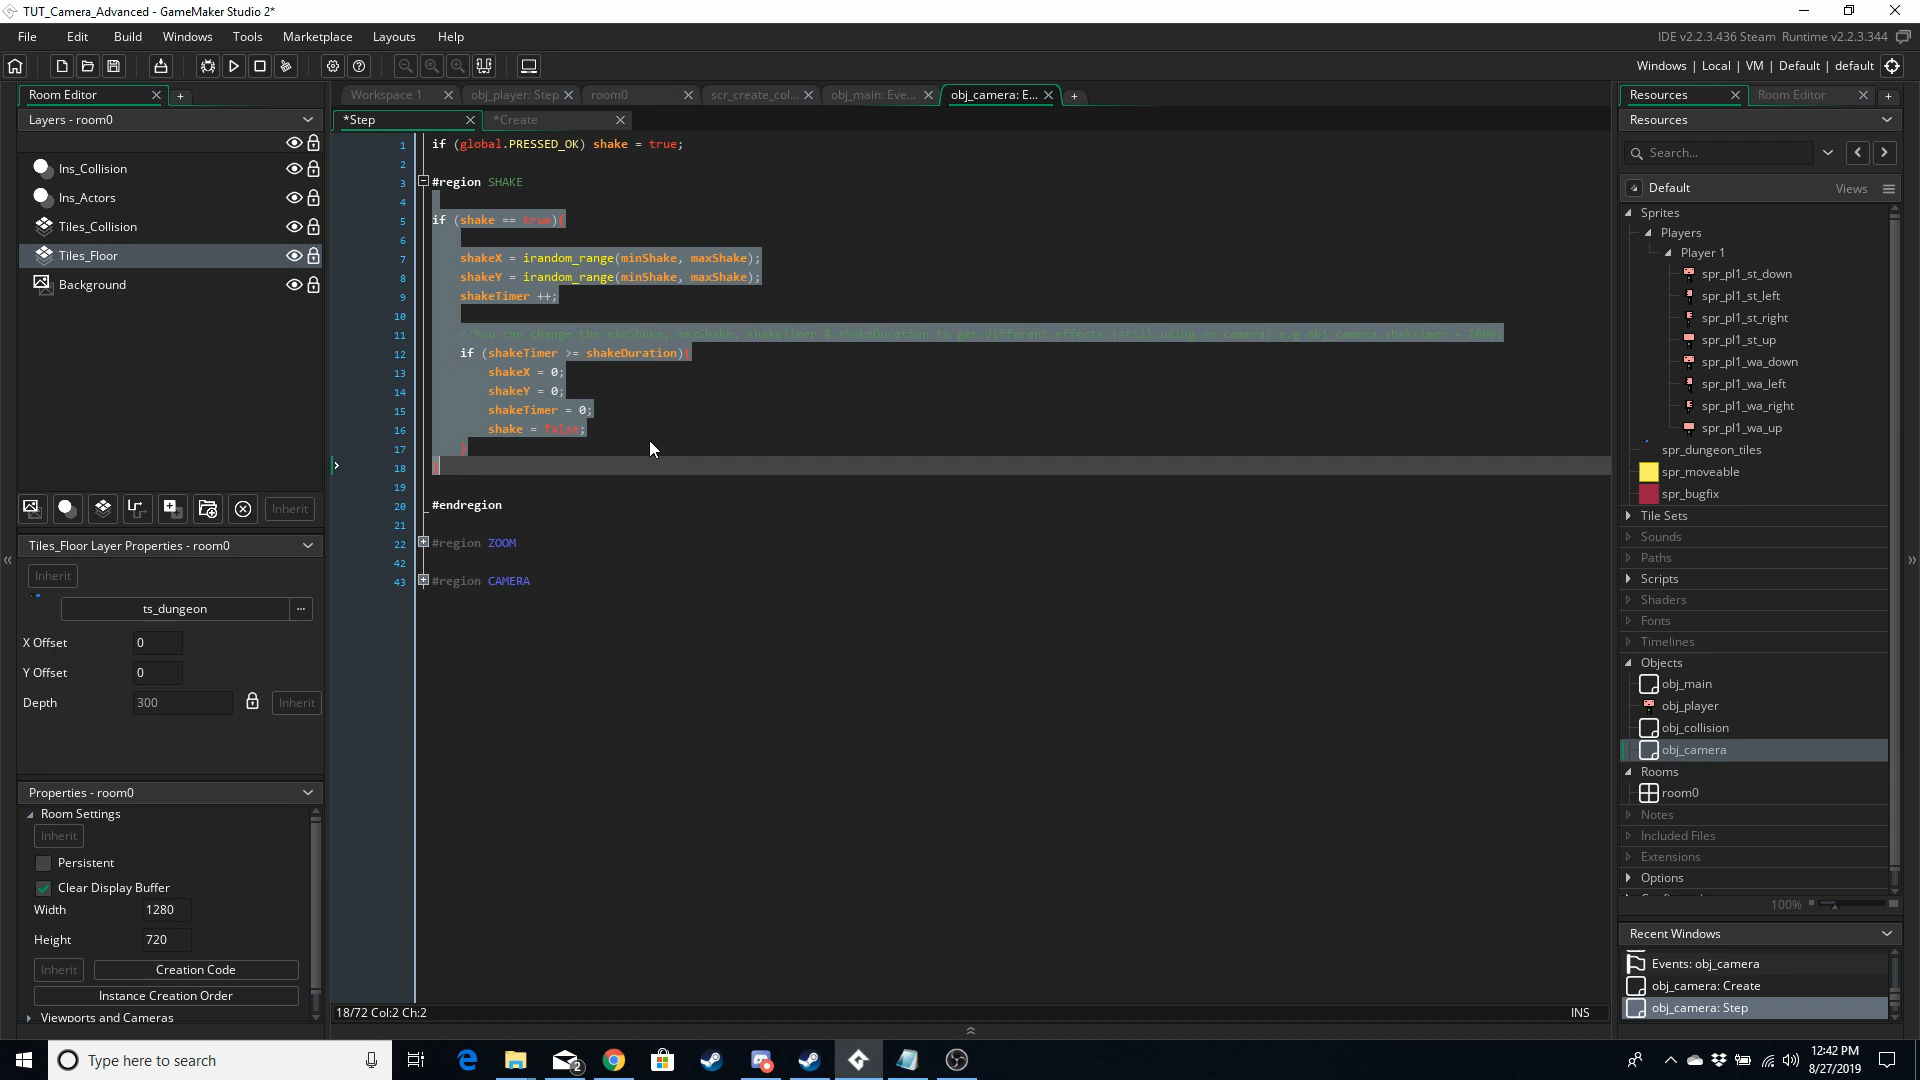 TUT_Camera_Advanced - GameMaker Studio 2*
File Edit Build Windows Tools Marketplace Layouts Help
IDE v2.2.3.436 Steam Runtime v2.2.3.344
Windows | Local | VM | Default | default
Room Editor
Layers - room0
Ins_Collision
Ins_Actors
Tiles_Collision
Tiles_Floor
Background
Inherit
Tiles_Floor Layer Properties - room0
Inherit
ts_dungeon ...
X Offset 0
Y Offset 0
Depth 300 Inherit
Properties - room0
Room Settings
Inherit
Persistent
Clear Display Buffer
Width 1280
Height 720
Inherit Creation Code
Instance Creation Order
Viewports and Cameras
Workspace 1 obj_player: Step room0 scr_create_col... obj_main: Eve... obj_camera: E...
*Step *Create
1 if (global.PRESSED_OK) shake = true;
2
3 #region SHAKE
4
5 if (shake == true){
6
7 shakeX = irandom_range(minShake, maxShake);
8 shakeY = irandom_range(minShake, maxShake);
9 shakeTimer ++;
10
11 //You can change the minShake, maxShake, shakeTimer & shakeDuration to get different effects (still using on camera) e.g obj_camera.shakTimer = 1000;
12 if (shakeTimer >= shakeDuration){
13 shakeX = 0;
14 shakeY = 0;
15 shakeTimer = 0;
16 shake = false;
17 }
18 }
19
20 #endregion
21
22 #region ZOOM
42
43 #region CAMERA
18/72 Col:2 Ch:2 INS
Resources Room Editor
Resources
Search...
Default Views
Sprites
Players
Player 1
spr_pl1_st_down
spr_pl1_st_left
spr_pl1_st_right
spr_pl1_st_up
spr_pl1_wa_down
spr_pl1_wa_left
spr_pl1_wa_right
spr_pl1_wa_up
spr_dungeon_tiles
spr_moveable
spr_bugfix
Tile Sets
Sounds
Paths
Scripts
Shaders
Fonts
Timelines
Objects
obj_main
obj_player
obj_collision
obj_camera
Rooms
room0
Notes
Included Files
Extensions
Options
100%
Recent Windows
Events: obj_camera
obj_camera: Create
obj_camera: Step
Type here to search
2
12:42 PM
8/27/2019